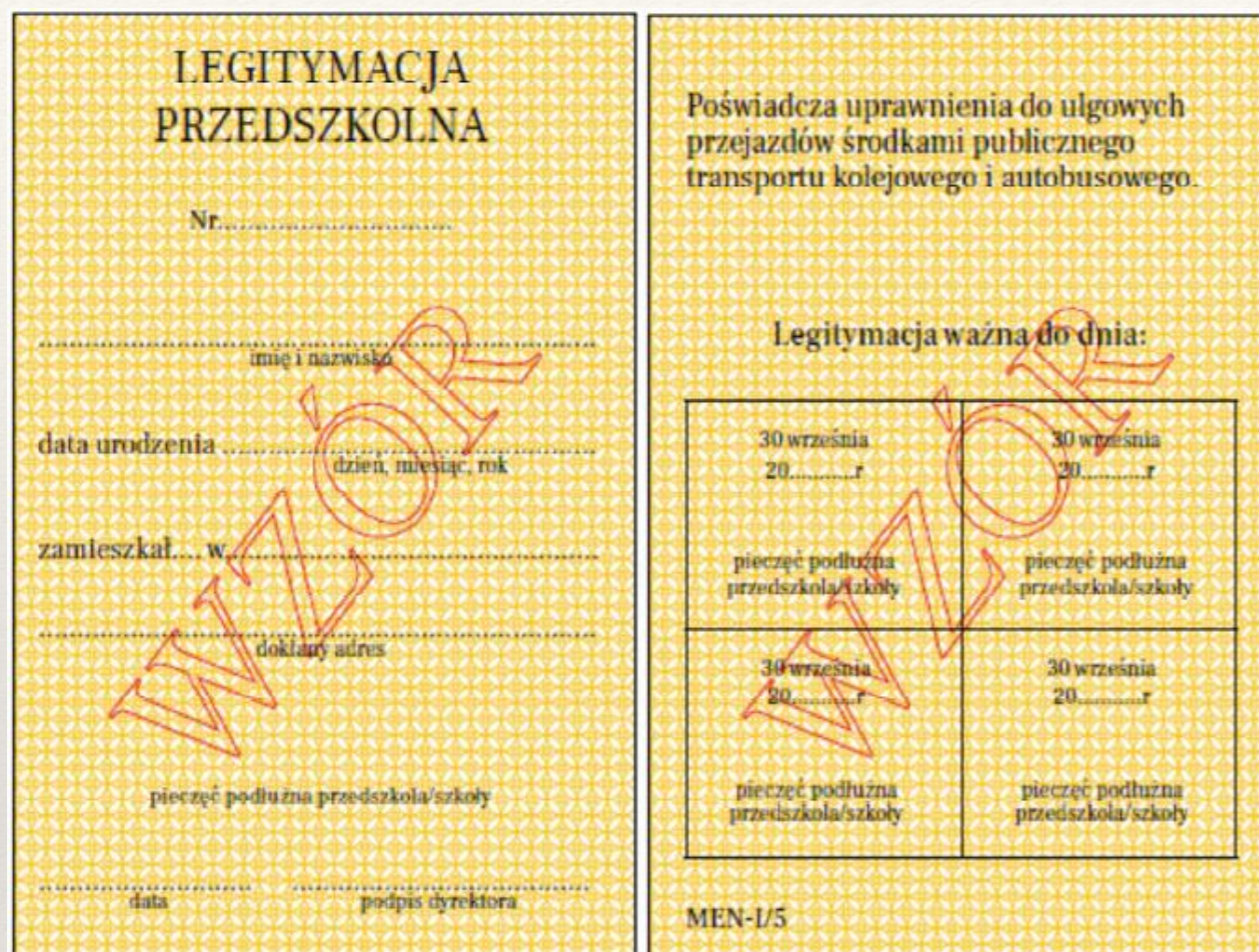 LEGITYMACJA
PRZEDSZKOLNA
Nr..............................
imię i nazwisko
data urodzenia ..............................
dzień, miesiąc, rok
zamieszkał.... w..............................
dokłany adres
pieczęć podłużna przedszkola/szkoły
data
podpis dyrektora
WZÓR
Poświadcza uprawnienia do ulgowych
przejazdów środkami publicznego
transportu kolejowego i autobusowego.
Legitymacja ważna do dnia:
30 września
20...........r
pieczęć podłużna
przedszkola/szkoły
30 września
20...........r
pieczęć podłużna
przedszkola/szkoły
30 września
20...........r
pieczęć podłużna
przedszkola/szkoły
30 września
20...........r
pieczęć podłużna
przedszkola/szkoły
WZÓR
MEN-I/5